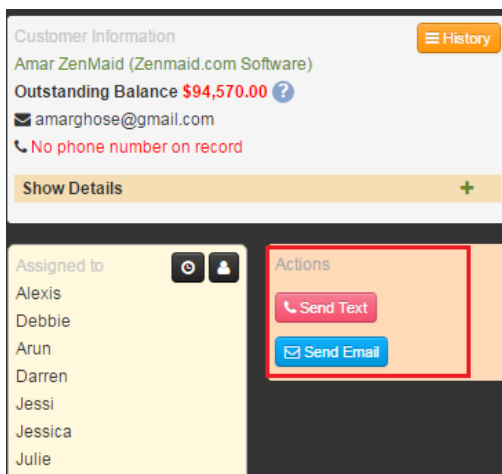 Customer Information
History
Amar ZenMaid (Zenmaid.com Software)
Outstanding Balance $94,570.00 ?
amarghose@gmail.com
No phone number on record
Show Details +
Assigned to
Alexis
Debbie
Arun
Darren
Jessi
Jessica
Julie
Actions
Send Text
Send Email